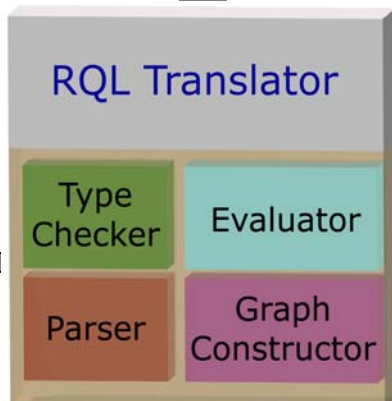 RQL Translator
Type
Checker
Evaluator
Parser
Graph
Constructor